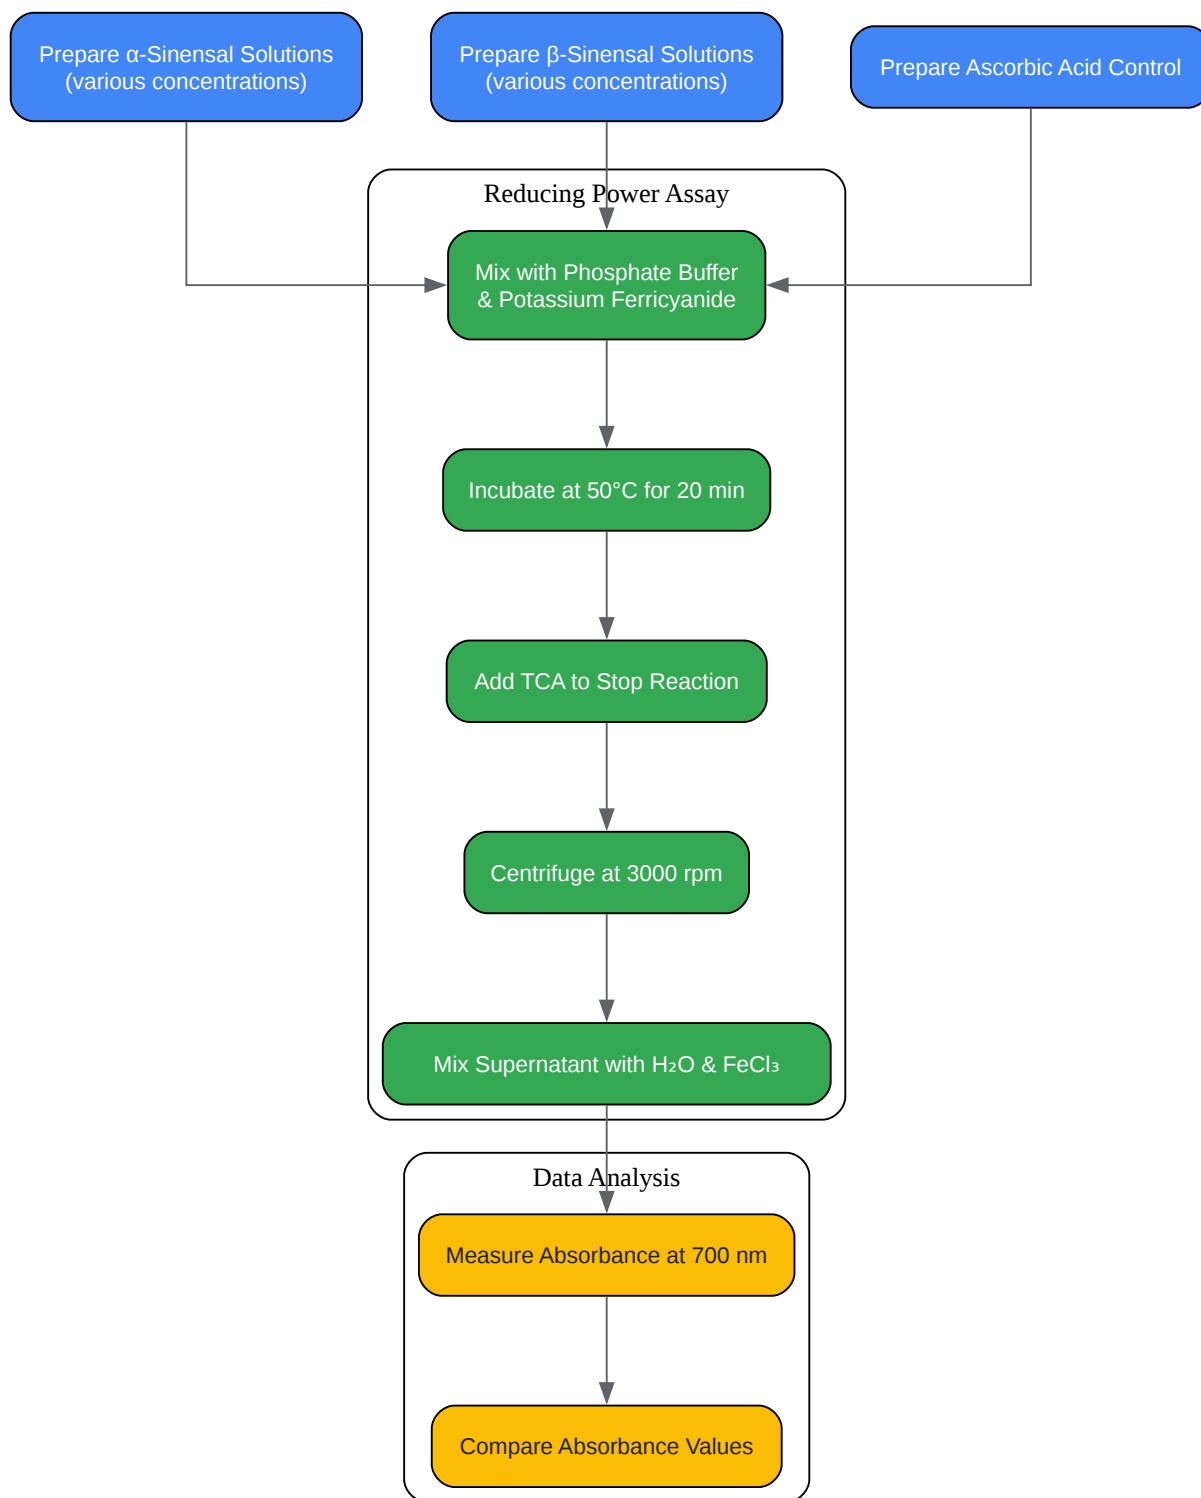 Prepare α-Sinensal Solutions
(various concentrations)
Prepare β-Sinensal Solutions
(various concentrations)
Prepare Ascorbic Acid Control
Reducing Power Assay
Mix with Phosphate Buffer
& Potassium Ferricyanide
Incubate at 50°C for 20 min
Add TCA to Stop Reaction
Centrifuge at 3000 rpm
Mix Supernatant with H₂O & FeCl₃
Data Analysis
Measure Absorbance at 700 nm
Compare Absorbance Values